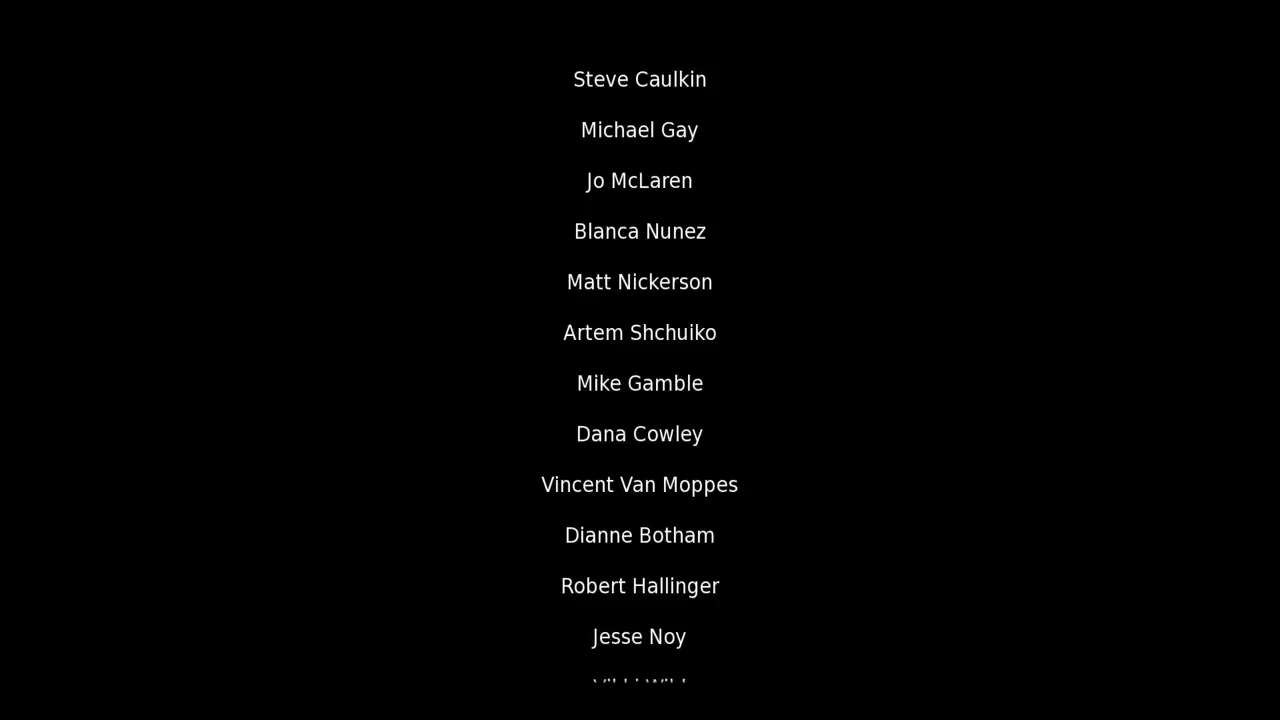 Steve Caulkin
Michael Gay
Jo McLaren
Blanca Nunez
Matt Nickerson
Artem Shchuiko
Mike Gamble
Dana Cowley
Vincent Van Moppes
Dianne Botham
Robert Hallinger
Jesse Noy